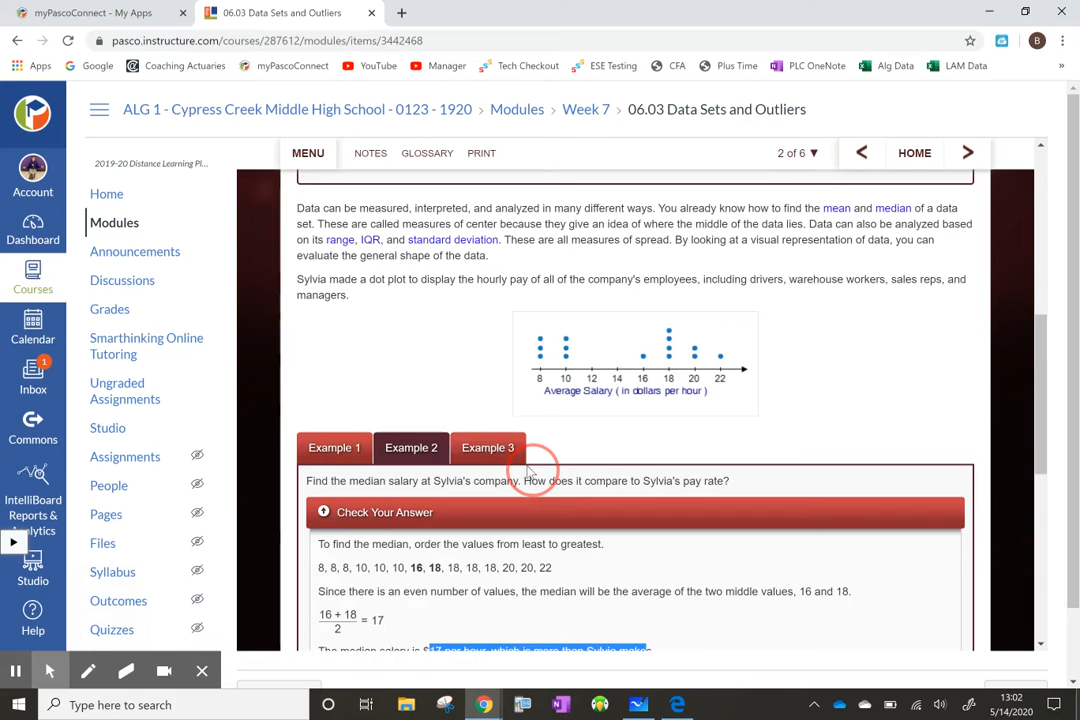 myPascoConnect - My Apps
06.03 Data Sets and Outliers
pasco.instructure.com/courses/287612/modules/items/3442468
B
Apps Google Coaching Actuaries myPascoConnect YouTube Manager Tech Checkout ESE Testing CFA Plus Time PLC OneNote Alg Data LAM Data »
ALG 1 - Cypress Creek Middle High School - 0123 - 1920 > Modules > Week 7 > 06.03 Data Sets and Outliers
Account
Dashboard
Courses
Calendar
1
Inbox
Commons
IntelliBoard
Reports &
Analytics
Studio
Help
2019-20 Distance Learning Pl...
Home
Modules
Announcements
Discussions
Grades
Smarthinking Online
Tutoring
Ungraded
Assignments
Studio
Assignments
People
Pages
Files
Syllabus
Outcomes
Quizzes
MENU NOTES GLOSSARY PRINT 2 of 6 ▼ < HOME >
Data can be measured, interpreted, and analyzed in many different ways. You already know how to find the mean and median of a data
set. These are called measures of center because they give an idea of where the middle of the data lies. Data can also be analyzed based
on its range, IQR, and standard deviation. These are all measures of spread. By looking at a visual representation of data, you can
evaluate the general shape of the data.
Sylvia made a dot plot to display the hourly pay of all of the company's employees, including drivers, warehouse workers, sales reps, and
managers.
8 10 12 14 16 18 20 22
Average Salary ( in dollars per hour )
Example 1 Example 2 Example 3
Find the median salary at Sylvia's company. How does it compare to Sylvia's pay rate?
Check Your Answer
To find the median, order the values from least to greatest.
8, 8, 8, 10, 10, 10, 16, 18, 18, 18, 18, 20, 20, 22
Since there is an even number of values, the median will be the average of the two middle values, 16 and 18.
16 + 18
2
= 17
The median salary is $17 per hour, which is more than Sylvia makes.
Type here to search
13:02
5/14/2020